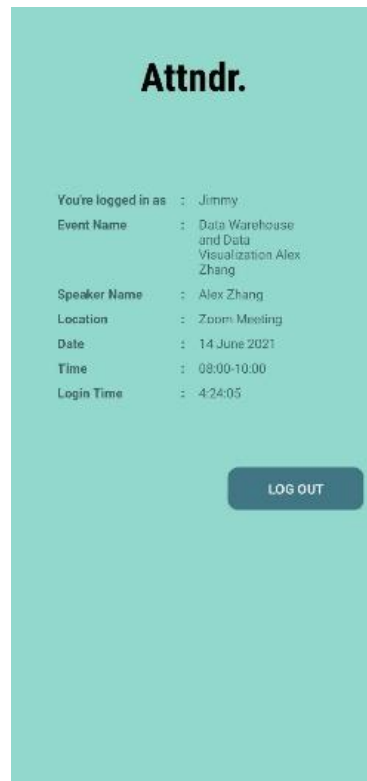 Attndr.
You're logged in as : Jimmy
Event Name : Data Warehouse
and Data
Visualization Alex
Zhang
Speaker Name : Alex Zhang
Location : Zoom Meeting
Date : 14 June 2021
Time : 08:00-10:00
Login Time : 4:24:05
LOG OUT